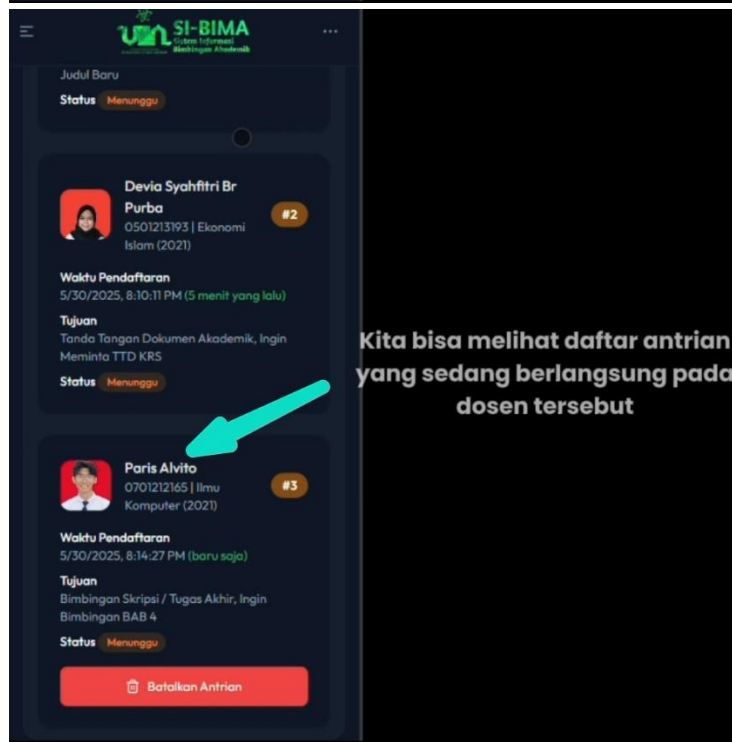 SI-BIMA
Sistem Informasi
Bimbingan Akademik
Judul Baru
Status Menunggu
Devia Syahfitri Br
Purba
#2
0501213193 | Ekonomi
Islam (2021)
Waktu Pendaftaran
5/30/2025, 8:10:11 PM (5 menit yang lalu)
Tujuan
Tanda Tangan Dokumen Akademik, Ingin
Meminta TTD KRS
Status Menunggu
Paris Alvito
#3
0701212165 | Ilmu
Komputer (2021)
Waktu Pendaftaran
5/30/2025, 8:14:27 PM (baru saja)
Tujuan
Bimbingan Skripsi / Tugas Akhir, Ingin
Bimbingan BAB 4
Status Menunggu
Batalkan Antrian
Kita bisa melihat daftar antrian
yang sedang berlangsung pada
dosen tersebut